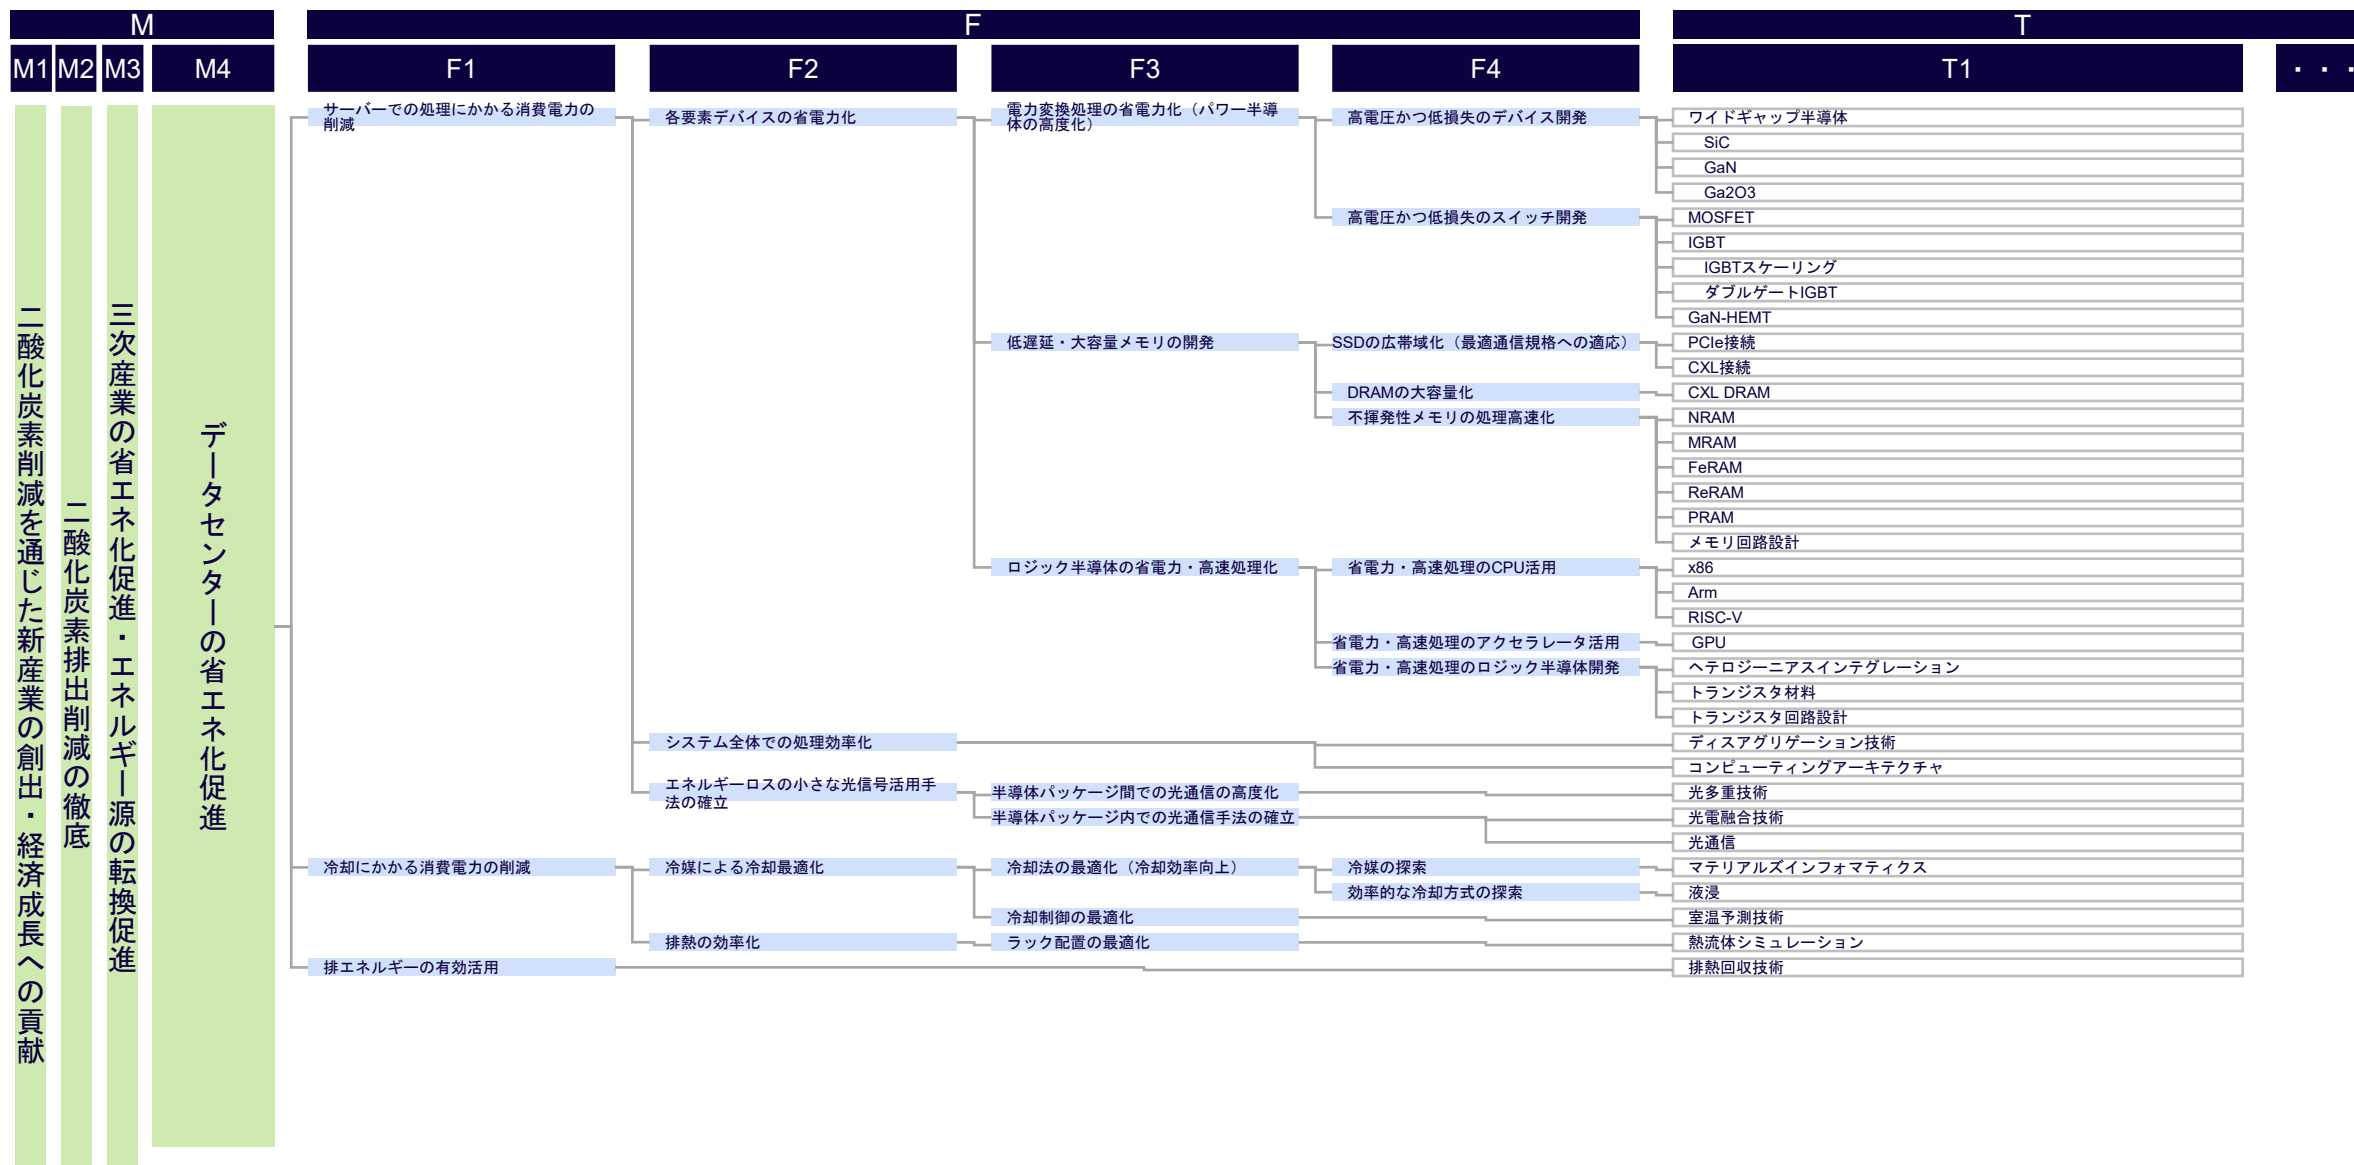 M
F
T
M1
M2
M3
M4
F1
F2
F3
F4
T1
・・・
二酸化炭素削減を通じた新産業の創出・経済成長への貢献
二酸化炭素排出削減の徹底
三次産業の省エネ化促進・エネルギー源の転換促進
データセンターの省エネ化促進
サーバーでの処理にかかる消費電力の
削減
各要素デバイスの省電力化
電力変換処理の省電力化（パワー半導
体の高度化）
高電圧かつ低損失のデバイス開発
ワイドギャップ半導体
SiC
GaN
Ga2O3
高電圧かつ低損失のスイッチ開発
MOSFET
IGBT
IGBTスケーリング
ダブルゲートIGBT
GaN-HEMT
低遅延・大容量メモリの開発
SSDの広帯域化（最適通信規格への適応）
PCIe接続
CXL接続
DRAMの大容量化
CXL DRAM
不揮発性メモリの処理高速化
NRAM
MRAM
FeRAM
ReRAM
PRAM
メモリ回路設計
ロジック半導体の省電力・高速処理化
省電力・高速処理のCPU活用
x86
Arm
RISC-V
省電力・高速処理のアクセラレータ活用
GPU
省電力・高速処理のロジック半導体開発
ヘテロジーニアスインテグレーション
トランジスタ材料
トランジスタ回路設計
システム全体での処理効率化
ディスアグリゲーション技術
コンピューティングアーキテクチャ
エネルギーロスの小さな光信号活用手
法の確立
半導体パッケージ間での光通信の高度化
光多重技術
半導体パッケージ内での光通信手法の確立
光電融合技術
光通信
冷却にかかる消費電力の削減
冷媒による冷却最適化
冷却法の最適化（冷却効率向上）
冷媒の探索
マテリアルズインフォマティクス
効率的な冷却方式の探索
液浸
冷却制御の最適化
室温予測技術
排熱の効率化
ラック配置の最適化
熱流体シミュレーション
排エネルギーの有効活用
排熱回収技術